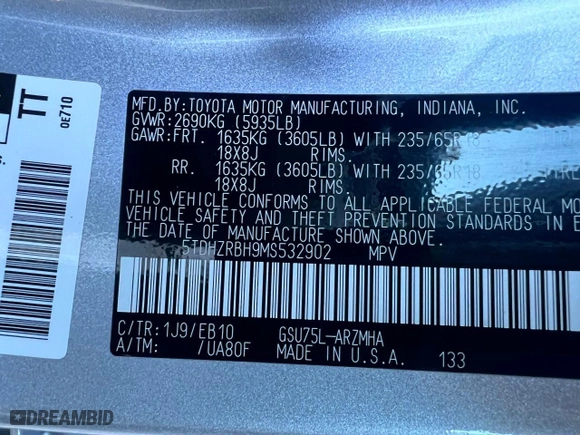 TT
0E710
S.
MFD.BY:TOYOTA MOTOR MANUFACTURING, INDIANA, INC.
GVWR:2690KG (5935LB)
GAWR:FRT. 1635KG (3605LB) WITH 235/65R18
18X8J RIMS.
RR. 1635KG (3605LB) WITH 235/65R18
18X8J RIMS.
THIS VEHICLE CONFORMS TO ALL APPLICABLE FEDERAL MO
VEHICLE SAFETY AND THEFT PREVENTION STANDARDS IN E
THE DATE OF MANUFACTURE SHOWN ABOVE.
5TDHZRBH9MS532902 MPV
C/TR:1J9/EB10 GSU75L-ARZMHA
A/TM: /UA80F MADE IN U.S.A. 133
DREAMBID